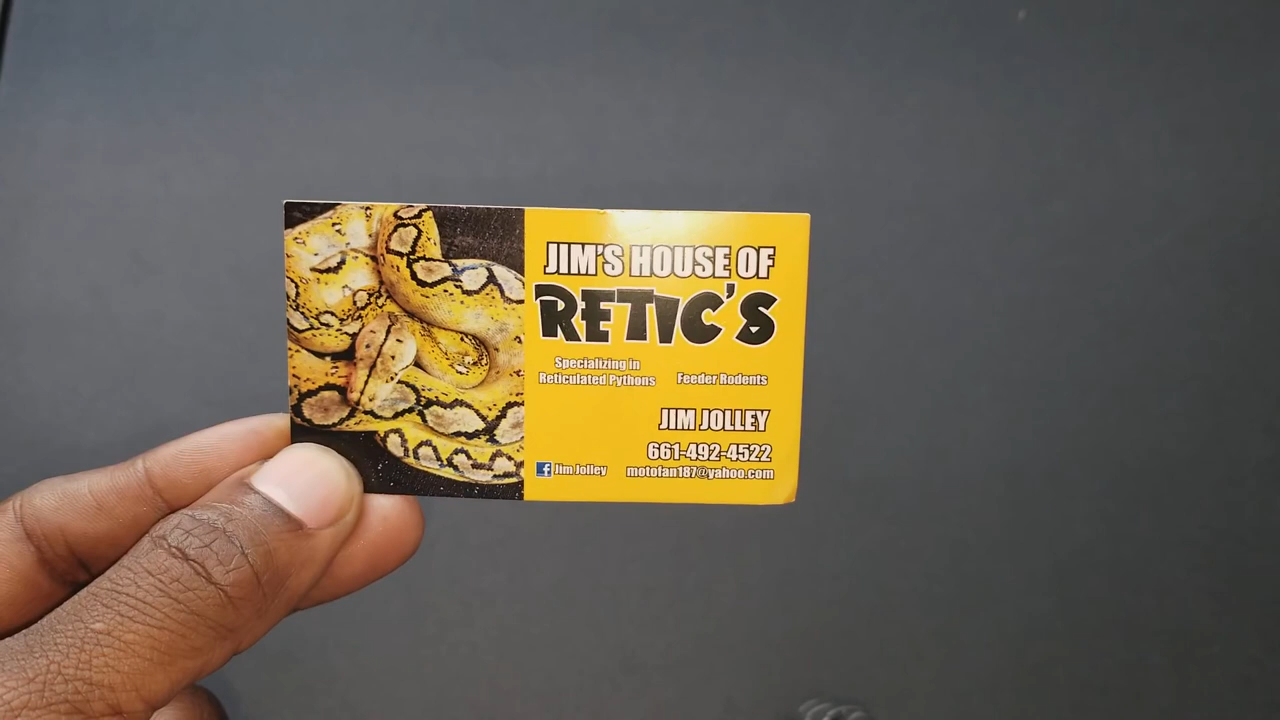 JIM'S HOUSE OF
RETIC'S
Specializing in
Reticulated Pythons
Feeder Rodents
JIM JOLLEY
661-492-4522
f Jim Jolley
motofan187@yahoo.com